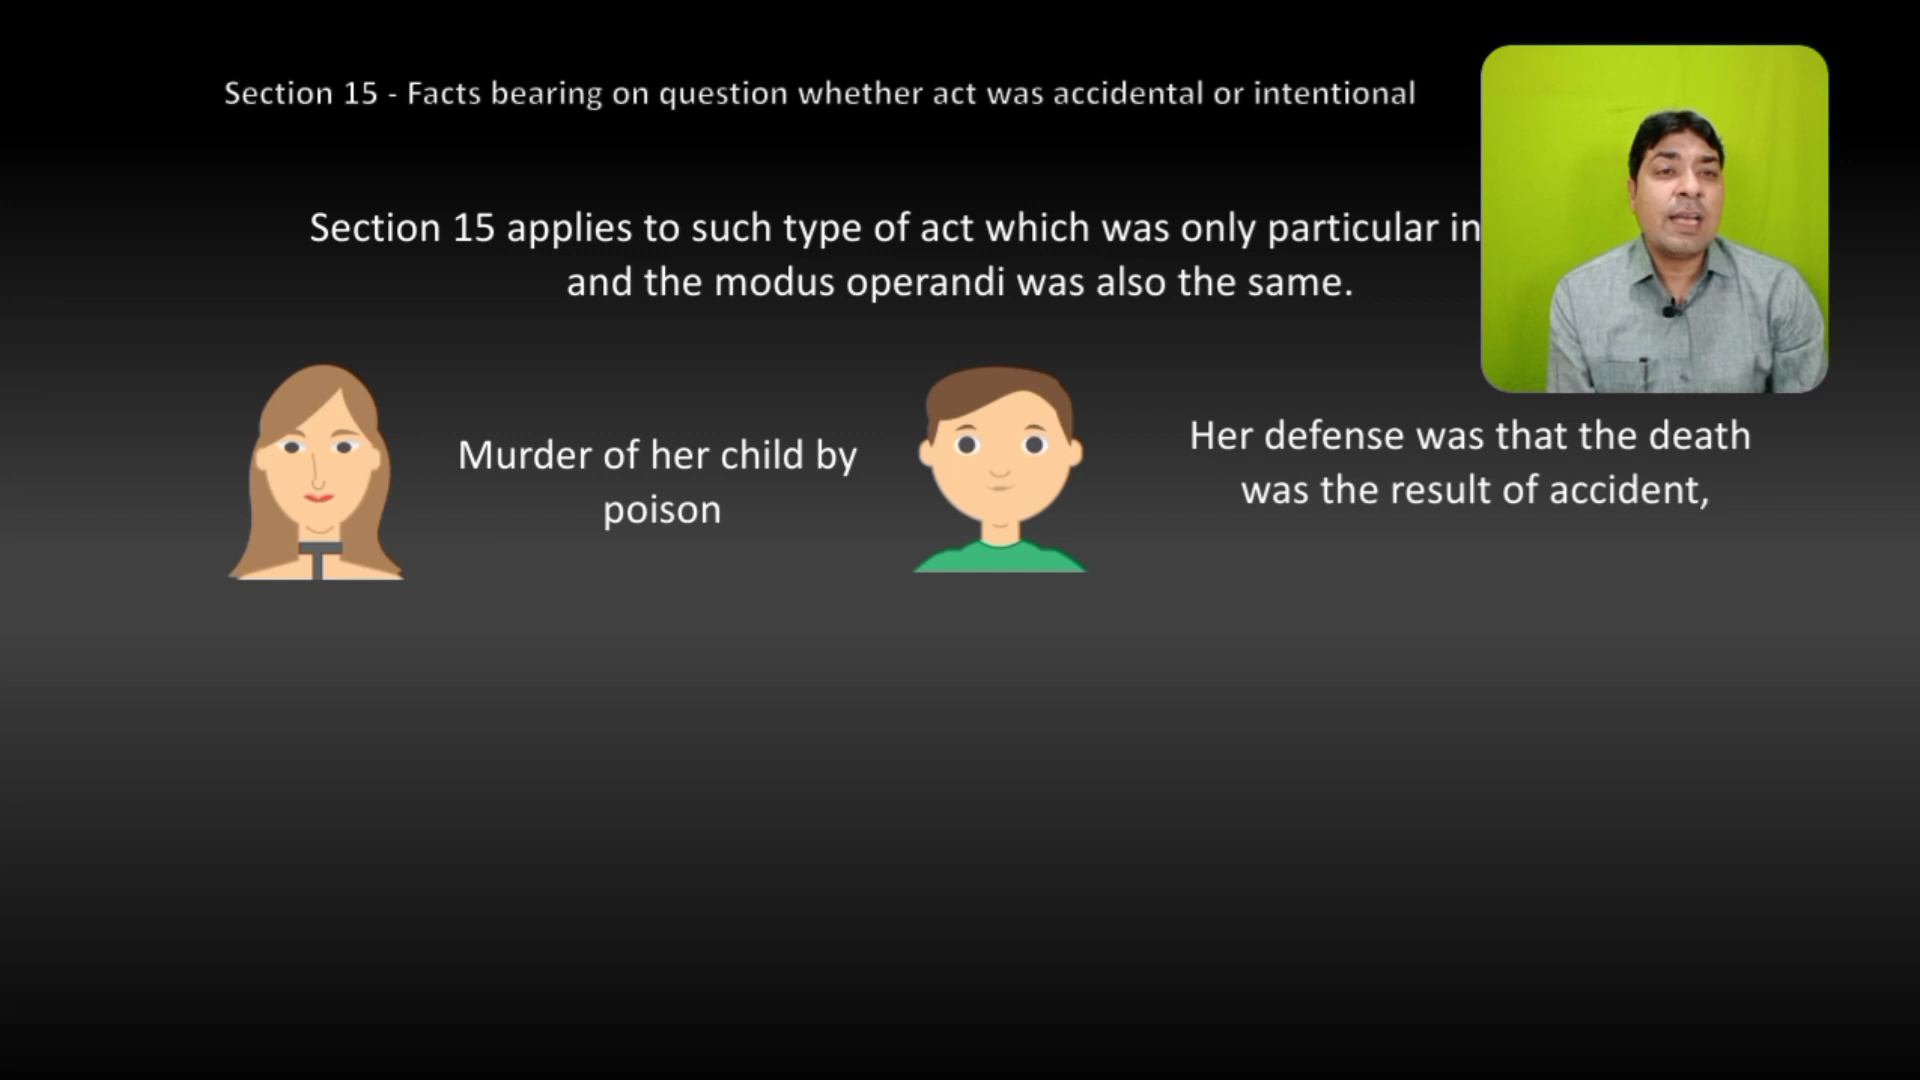 Section 15 - Facts bearing on question whether act was accidental or intentional
Section 15 applies to such type of act which was only particular in
and the modus operandi was also the same.
Murder of her child by
poison
Her defense was that the death
was the result of accident,